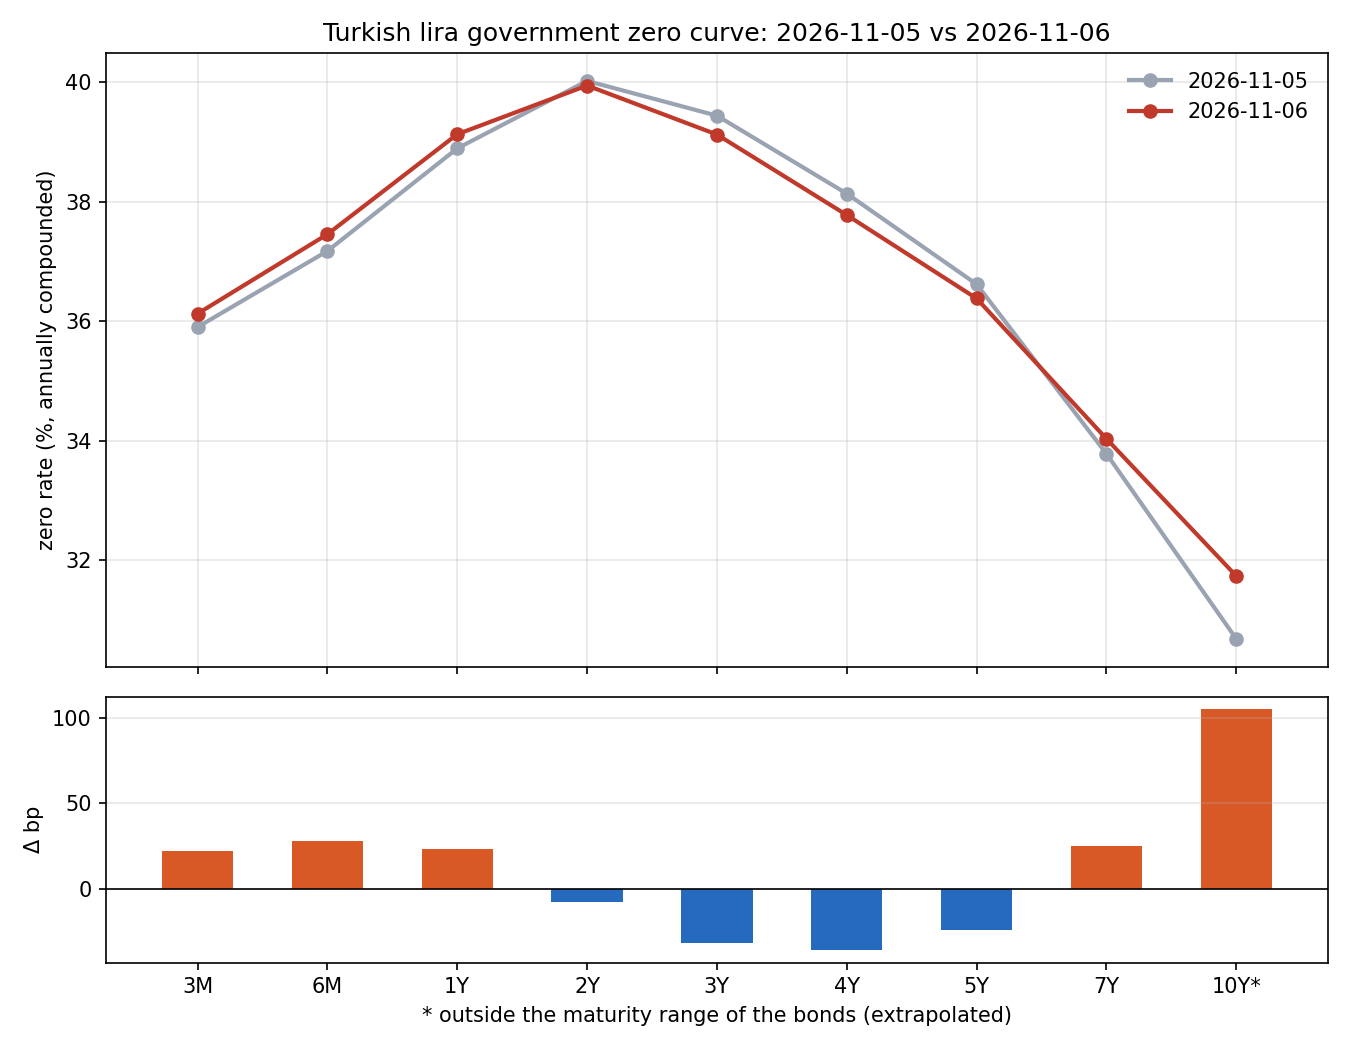 Turkish lira government zero curve: 2026-11-05 vs 2026-11-06
2026-11-05
2026-11-06
zero rate (%, annually compounded)
40
38
36
34
32
Δ bp
100
50
0
3M 6M 1Y 2Y 3Y 4Y 5Y 7Y 10Y*
* outside the maturity range of the bonds (extrapolated)